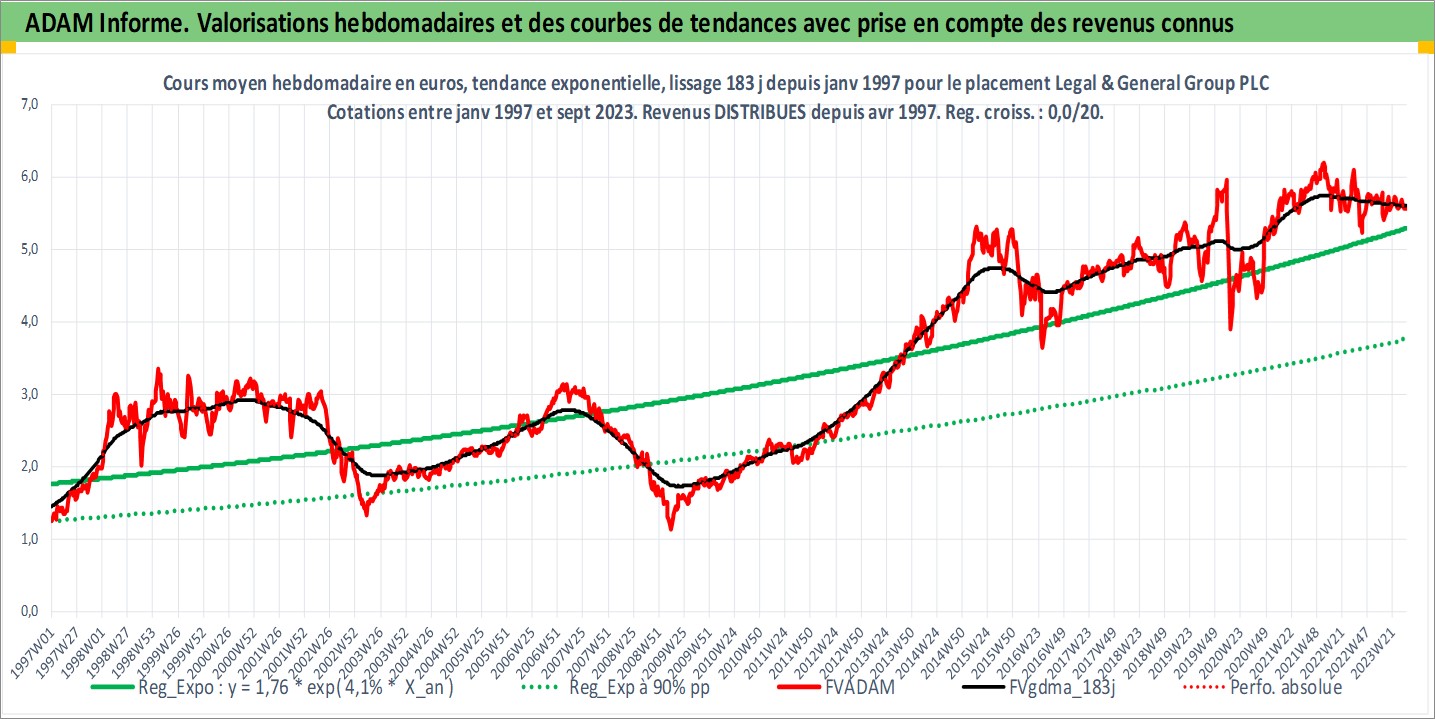 ADAM Informe. Valorisations hebdomadaires et des courbes de tendances avec prise en compte des revenus connus
Cours moyen hebdomadaire en euros, tendance exponentielle, lissage 183 j depuis janv 1997 pour le placement Legal & General Group PLC
Cotations entre janv 1997 et sept 2023. Revenus DISTRIBUES depuis avr 1997. Reg. croiss. : 0,0/20.
7,0
6,0
5,0
4,0
3,0
2,0
1,0
0,0
1997W01
1997W27
1998W01
1998W27
1998W53
1999W26
1999W52
2000W26
2000W52
2001W26
2001W52
2002W26
2002W52
2003W26
2003W52
2004W26
2004W52
2005W25
2005W51
2006W25
2006W51
2007W25
2007W51
2008W25
2008W51
2009W25
2009W51
2010W24
2010W50
2011W24
2011W50
2012W24
2012W50
2013W24
2013W50
2014W24
2014W50
2015W24
2015W50
2016W23
2016W49
2017W23
2017W49
2018W23
2018W49
2019W23
2019W49
2020W23
2020W49
2021W22
2021W48
2022W21
2022W47
2023W21
Reg_Expo : y = 1,76 * exp( 4,1% * X_an )
Reg_Exp à 90% pp
FVADAM
FVgdma_183j
Perfo. absolue